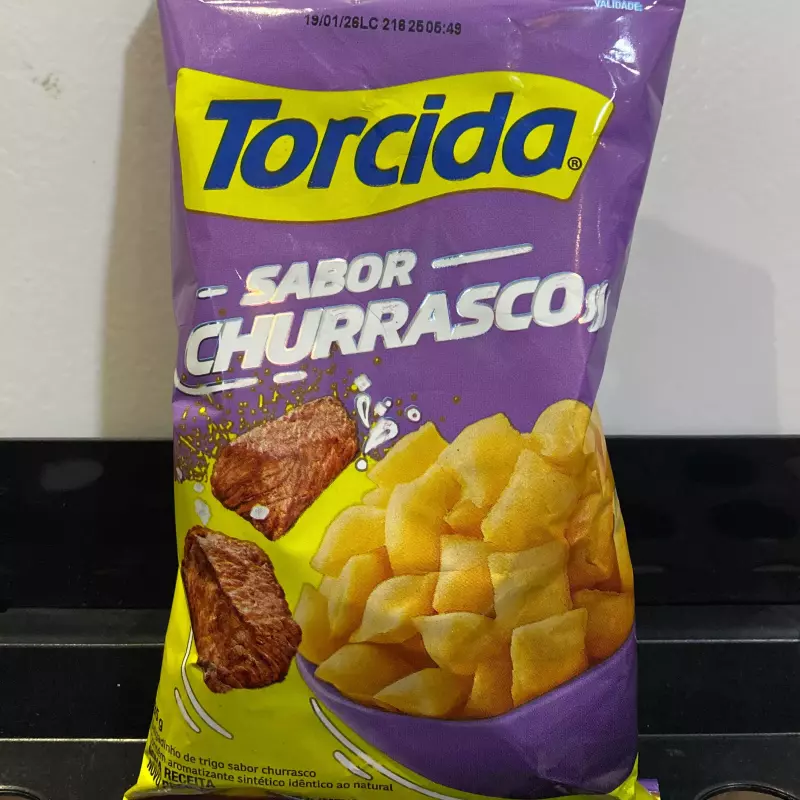 VALIDADE:
19/01/26LC 216 25 05:49
Torcida®
SABOR
CHURRASCO
g
de trigo sabor churrasco
aromatizante sintético idêntico ao natural
RECEITA